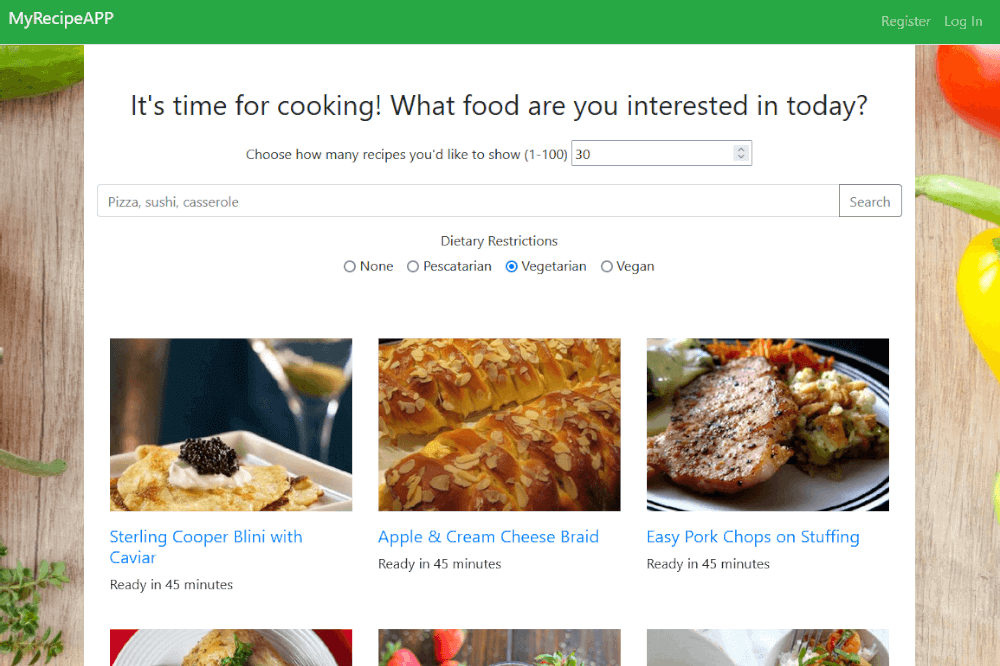 MyRecipeAPP
Register Log In
It's time for cooking! What food are you interested in today?
Choose how many recipes you'd like to show (1-100) 30
Pizza, sushi, casserole Search
Dietary Restrictions
None Pescatarian Vegetarian Vegan
Sterling Cooper Blini with
Caviar
Ready in 45 minutes
Apple & Cream Cheese Braid
Ready in 45 minutes
Easy Pork Chops on Stuffing
Ready in 45 minutes